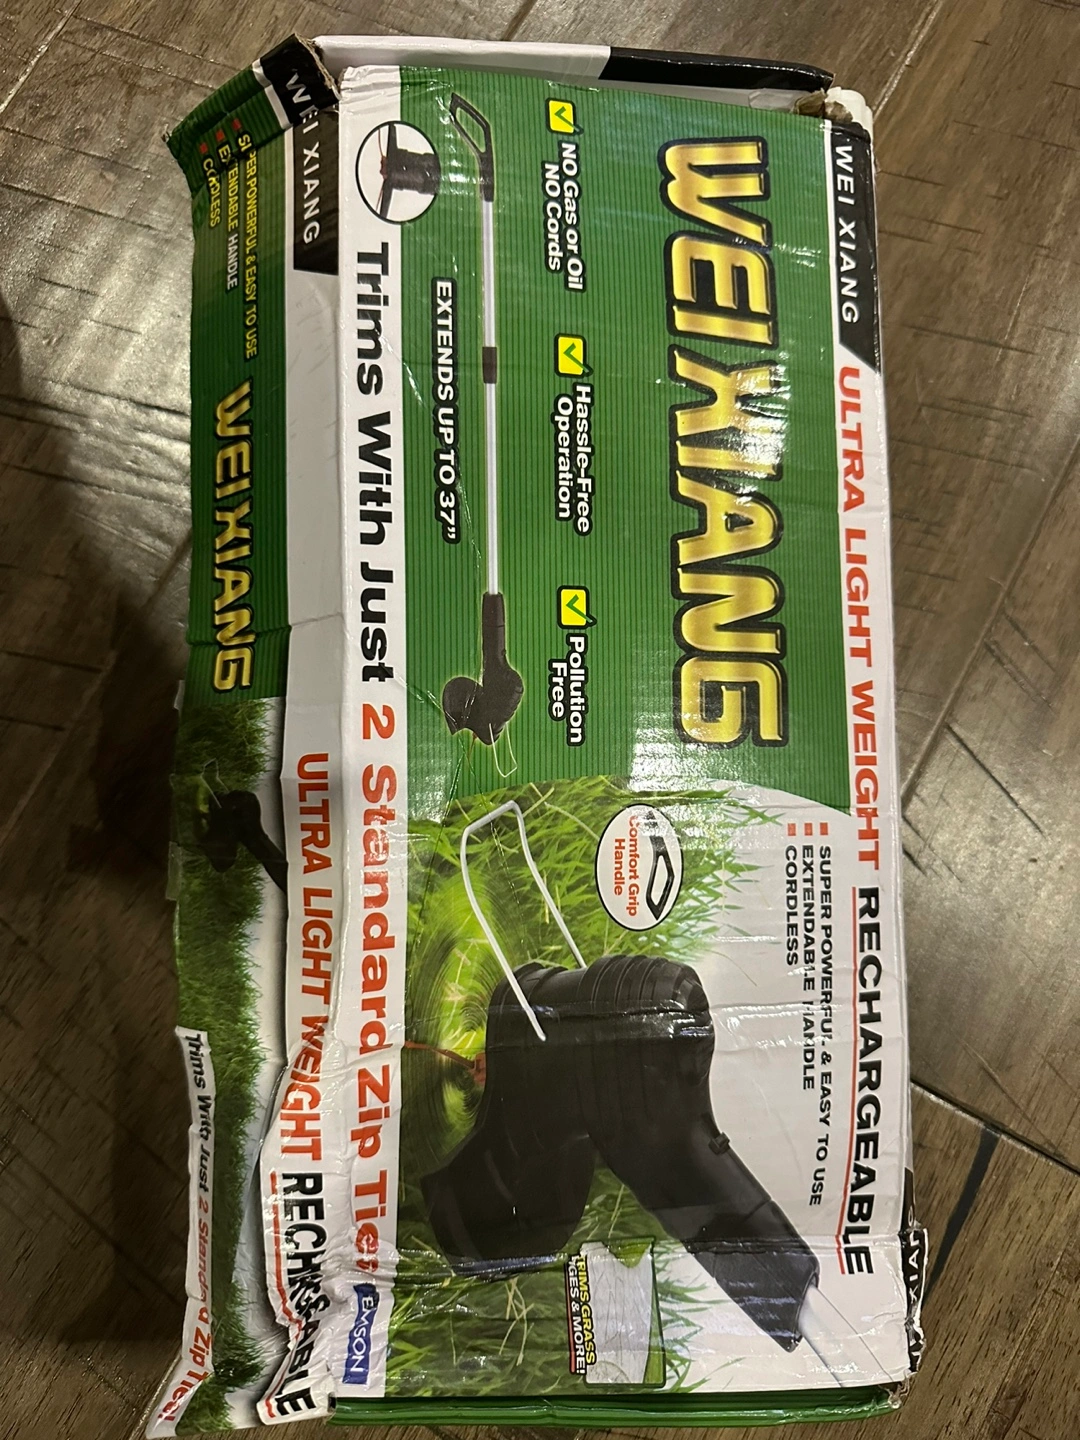 WEI XIANG
ULTRA LIGHT WEIGHT RECHARGEABLE
WEIXIANG
SUPER POWERFUL & EASY TO USE
EXTENDABLE HANDLE
CORDLESS
NO Gas or Oil
NO Cords
Hassle-Free
Operation
Pollution
Free
Comfort Grip
Handle
EXTENDS UP TO 37"
TRIMS GRASS
& MORE!
Trims With Just 2 Standard Zip Ties
EMSON
WEI XIANG
ULTRA LIGHT WEIGHT
SUPER POWERFUL & EASY TO USE
EXTENDABLE HANDLE
CORDLESS
WEIXIANG
Trims With Just 2 Standard Zip Ties!